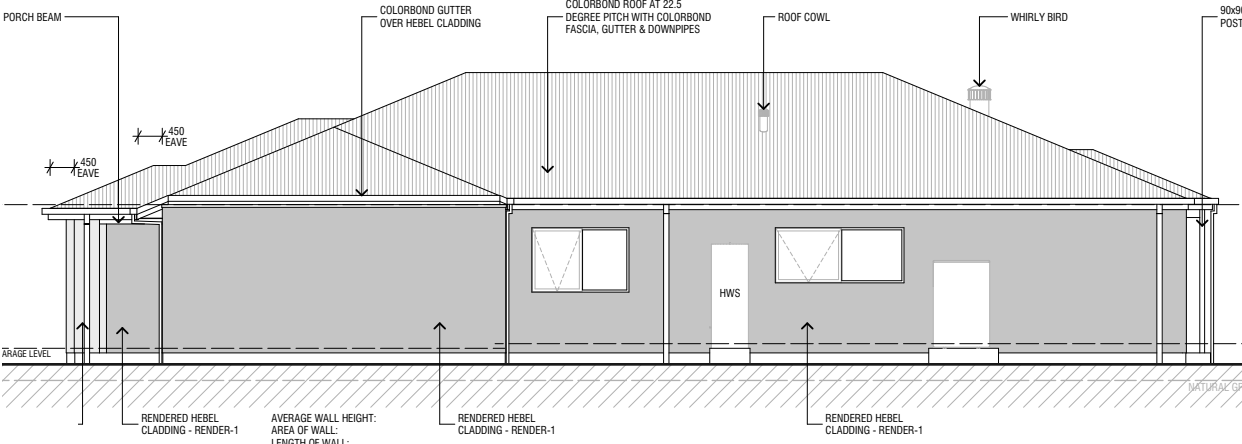 PORCH BEAM
COLORBOND GUTTER
OVER HEBEL CLADDING
COLORBOND ROOF AT 22.5
DEGREE PITCH WITH COLORBOND
FASCIA, GUTTER & DOWNPIPES
ROOF COWL
WHIRLY BIRD
POST
450
EAVE
450
EAVE
HWS
ARAGE LEVEL
NATURAL
RENDERED HEBEL
CLADDING - RENDER-1
AVERAGE WALL HEIGHT:
AREA OF WALL:
LENGTH OF WALL:
RENDERED HEBEL
CLADDING - RENDER-1
RENDERED HEBEL
CLADDING - RENDER-1